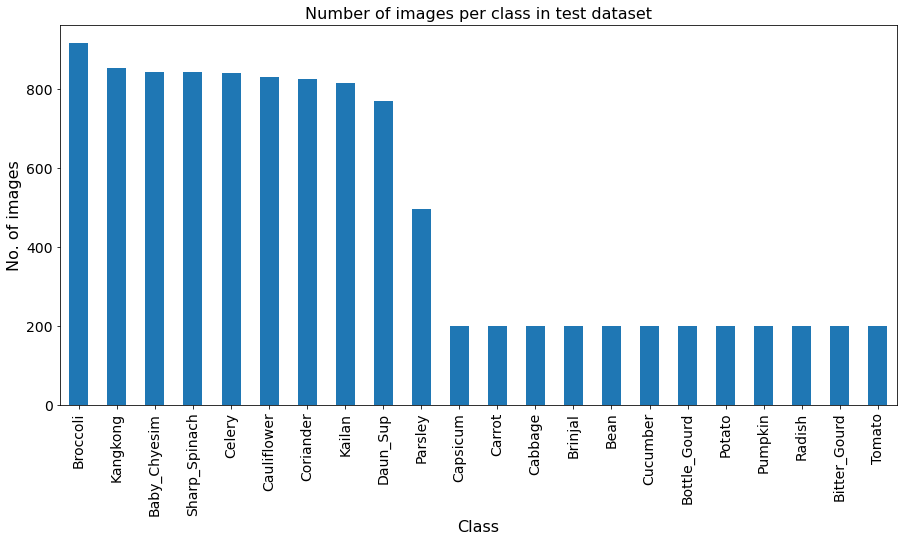 Number of images per class in test dataset
No. of images
800
600
400
200
0
Broccoli
Kangkong
Baby_Chyesim
Sharp_Spinach
Celery
Cauliflower
Coriander
Kailan
Daun_Sup
Parsley
Capsicum
Carrot
Cabbage
Brinjal
Bean
Cucumber
Bottle_Gourd
Potato
Pumpkin
Radish
Bitter_Gourd
Tomato
Class